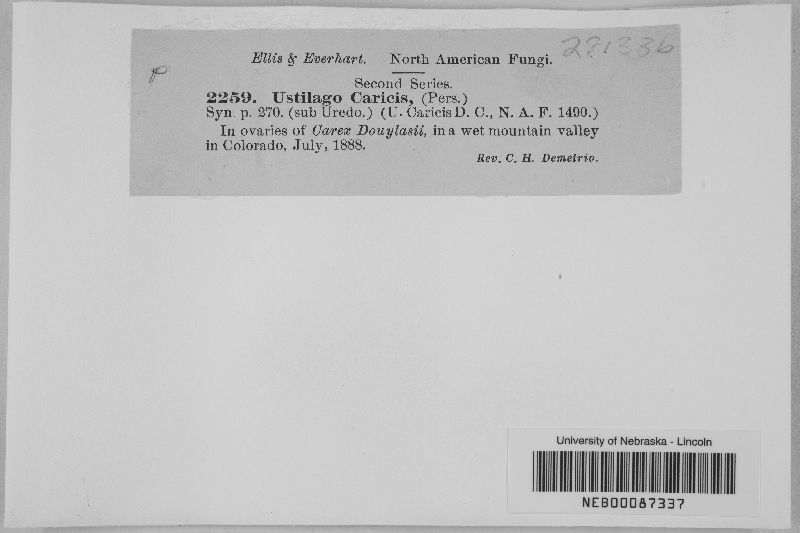 Ellis & Everhart. North American Fungi. 281336
Second Series.
2259. Ustilago Caricis, (Pers.)
Syn. p. 270. (sub Uredo.) (U. Caricis D. C., N. A. F. 1490.)
In ovaries of Carex Douylasii, in a wet mountain valley
in Colorado, July, 1888.
Rev. C. H. Demetrio.
University of Nebraska - Lincoln
NEB00087337